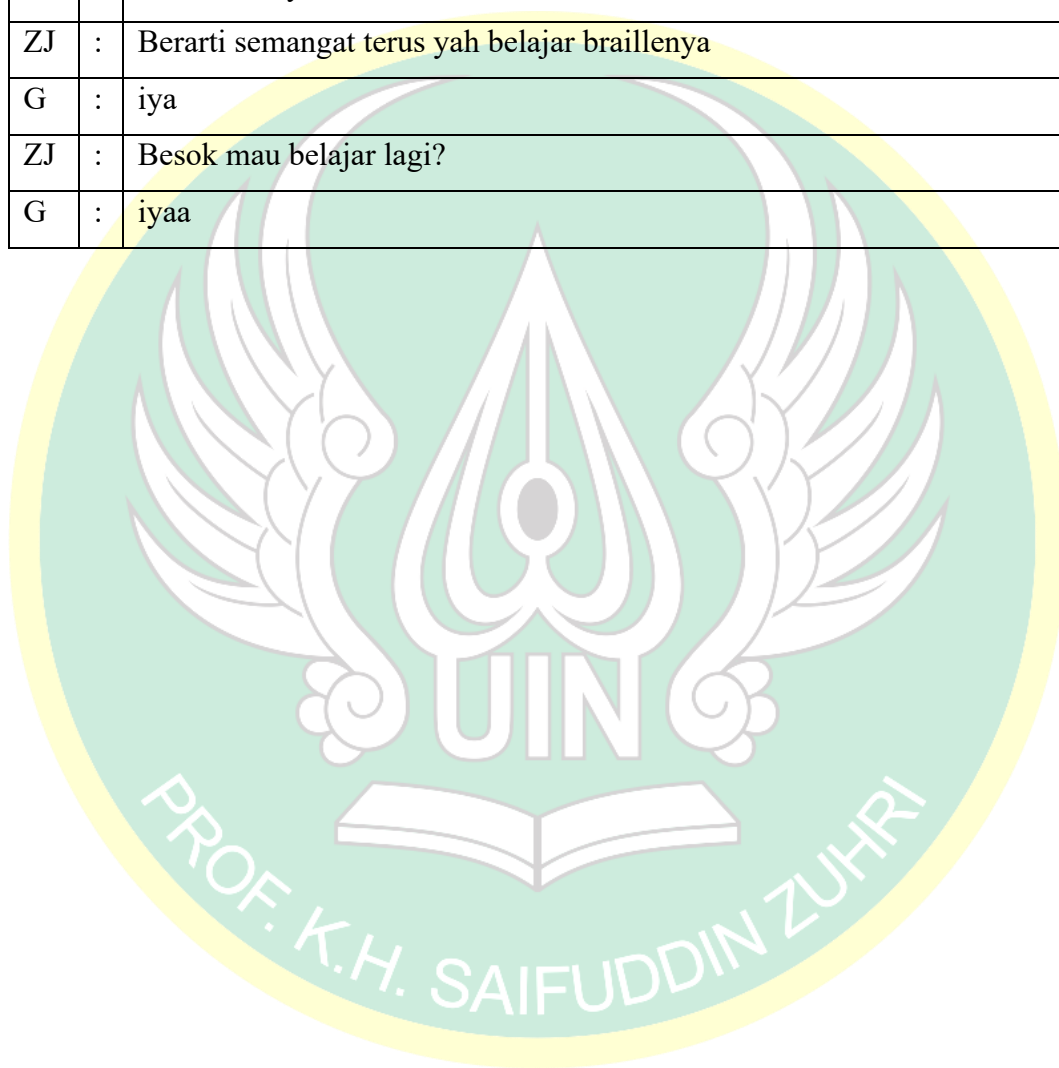 ZJ : Berarti semangat terus yah belajar braillenya
G : iya
ZJ : Besok mau belajar lagi?
G : iyaa
UIN
PROF. K.H. SAIFUDDIN ZUHRI